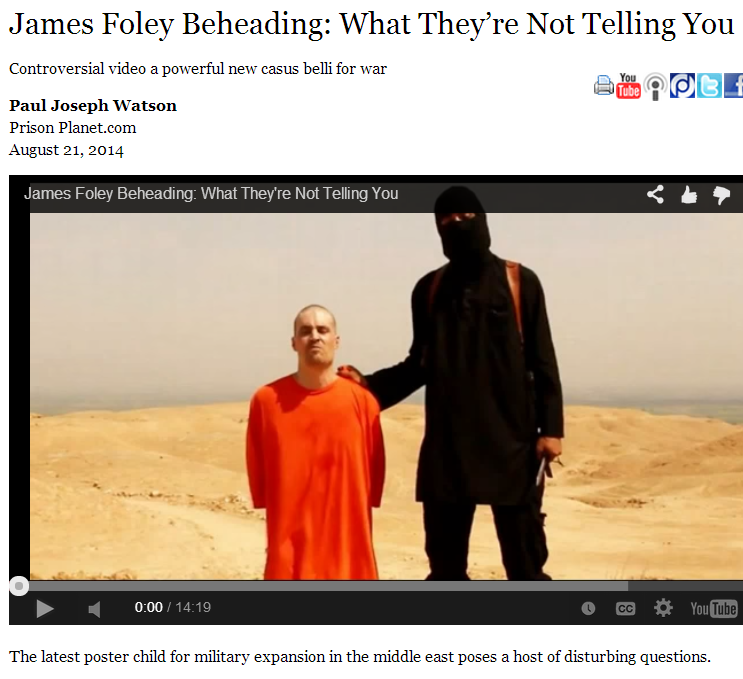 James Foley Beheading: What They’re Not Telling You
Controversial video a powerful new casus belli for war
You
Tube
Paul Joseph Watson
Prison Planet.com
August 21, 2014
James Foley Beheading: What They're Not Telling You
0:00 / 14:19
CC
YouTube
The latest poster child for military expansion in the middle east poses a host of disturbing questions.